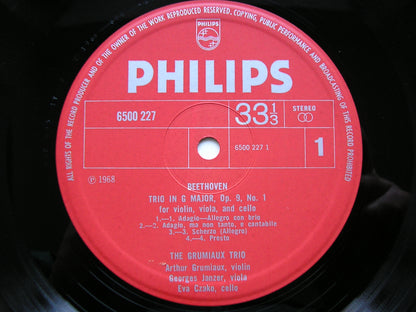 ALL RIGHTS OF THE MANUFACTURER AND OF THE OWNER OF THE WORK REPRODUCED RESERVED. COPYING, PUBLIC PERFORMANCE AND BROADCASTING OF THIS RECORD PROHIBITED
PHILIPS
PHILIPS
6500 227
33 1/3
STEREO
6500 227 1
1
℗ 1968
BEETHOVEN
TRIO IN G MAJOR, Op. 9, No. 1
for violin, viola, and cello
1.—1. Adagio—Allegro con brio
2.—2. Adagio, ma non tanto, e cantabile
3.—3. Scherzo (Allegro)
4.—4. Presto
THE GRUMIAUX TRIO
Arthur Grumiaux, violin
Georges Janzer, viola
Eva Czako, cello